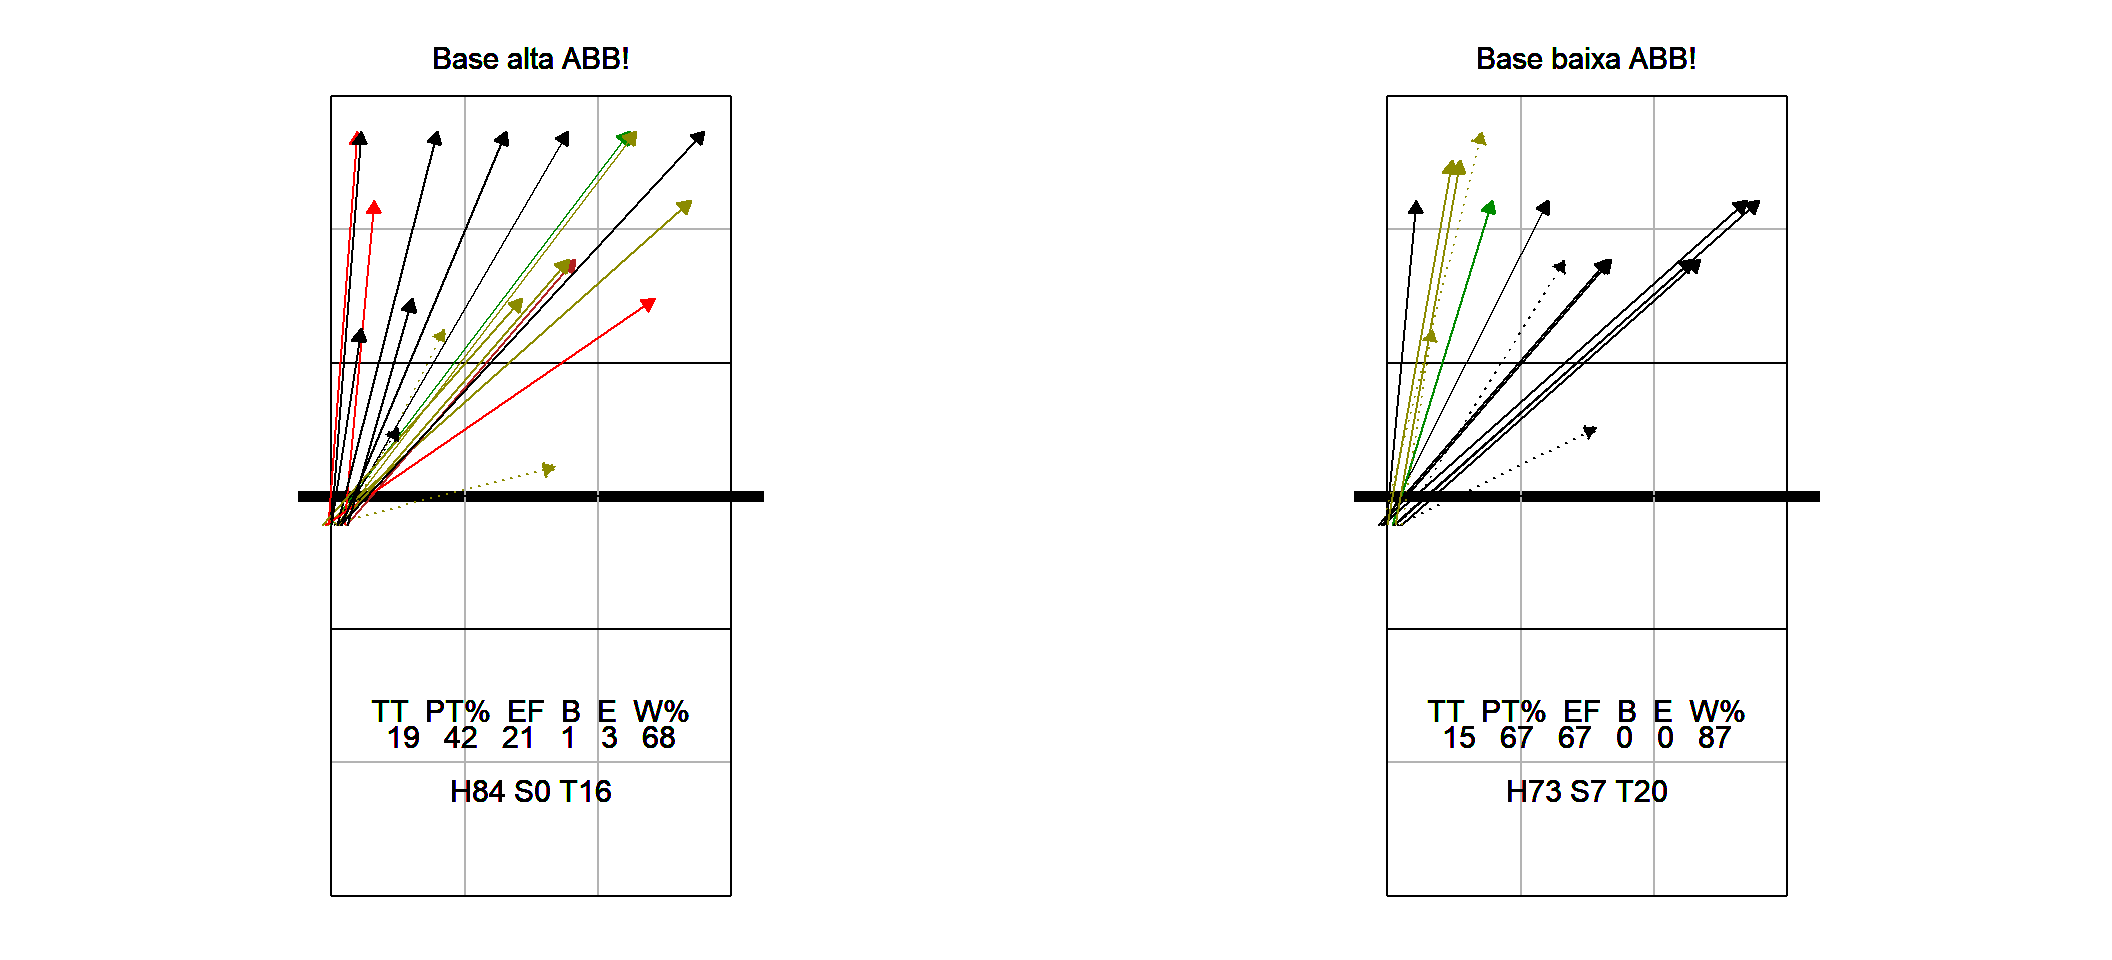 Base alta ABB!
TT PT% EF B E W%
19 42 21 1 3 68
H84 S0 T16
Base baixa ABB!
TT PT% EF B E W%
15 67 67 0 0 87
H73 S7 T20